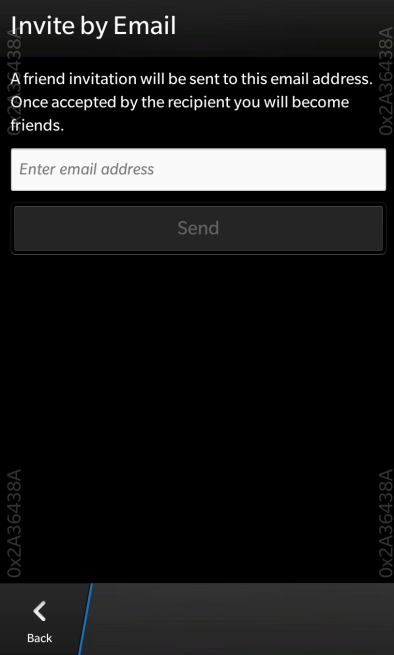 Invite by Email
A friend invitation will be sent to this email address.
Once accepted by the recipient you will become
friends.
Enter email address
Send
Back
0x2A36438A
0x2A36438A
0x2A36438A
0x2A36438A